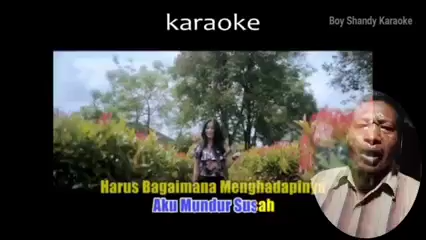 karaoke
Boy Shandy Karaoke
Harus Bagaimana Menghadapinya
Aku Mundur Susah